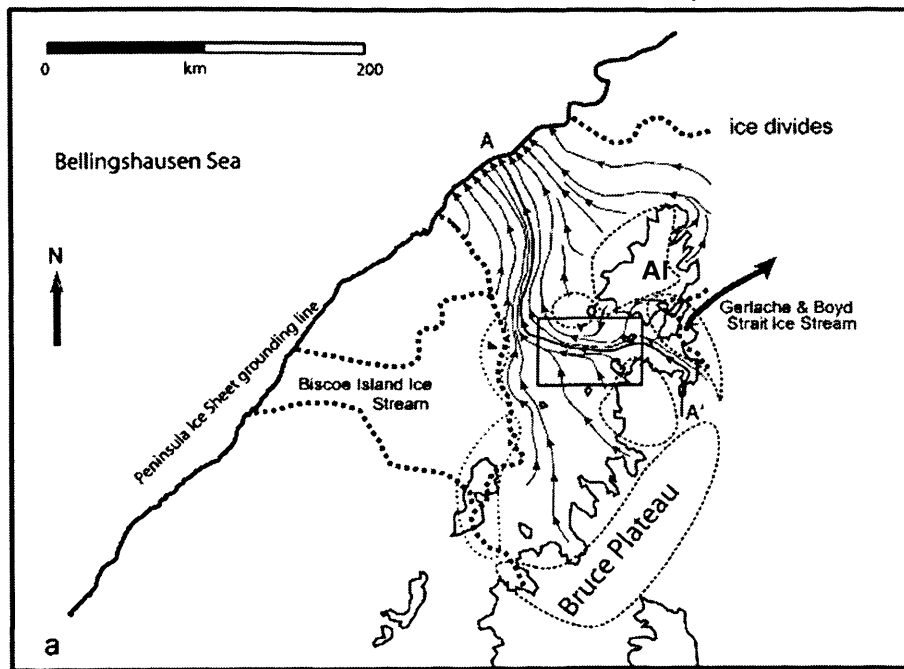 0 km 200
ice divides
A
Bellingshausen Sea
N
AI
Gerlache & Boyd
Strait Ice Stream
Peninsula Ice Sheet grounding line
Biscoe Island Ice
Stream
A'
Bruce Plateau
a